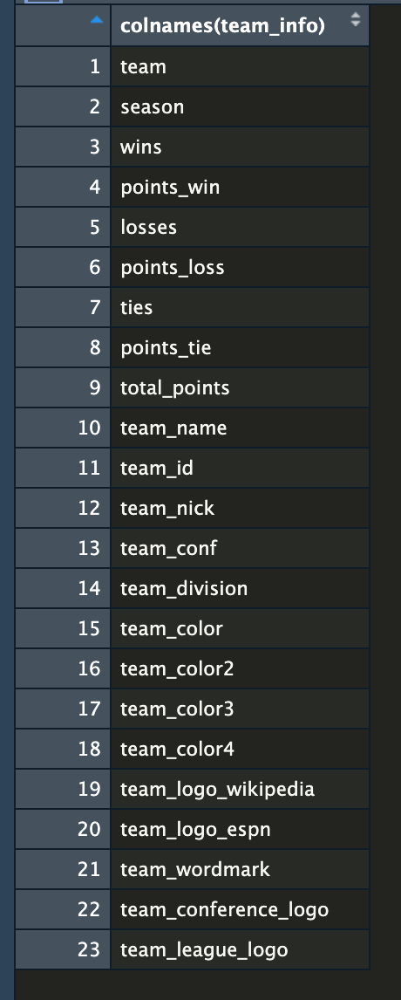 colnames(team_info)
1 team
2 season
3 wins
4 points_win
5 losses
6 points_loss
7 ties
8 points_tie
9 total_points
10 team_name
11 team_id
12 team_nick
13 team_conf
14 team_division
15 team_color
16 team_color2
17 team_color3
18 team_color4
19 team_logo_wikipedia
20 team_logo_espn
21 team_wordmark
22 team_conference_logo
23 team_league_logo